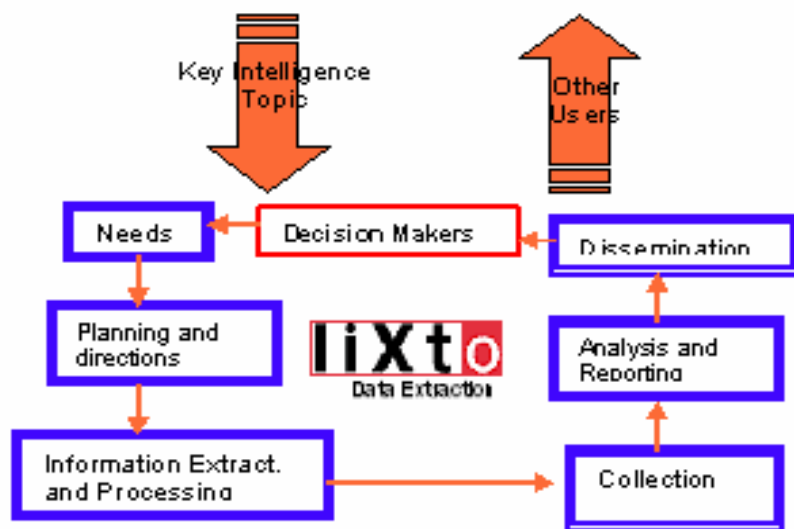 Key Intelligence
Topic
Other
Users
Needs
Decision Makers
Dissemination
Planning and
directions
liXto
Data Extraction
Analysis and
Reporting
Information Extract.
and Processing
Collection